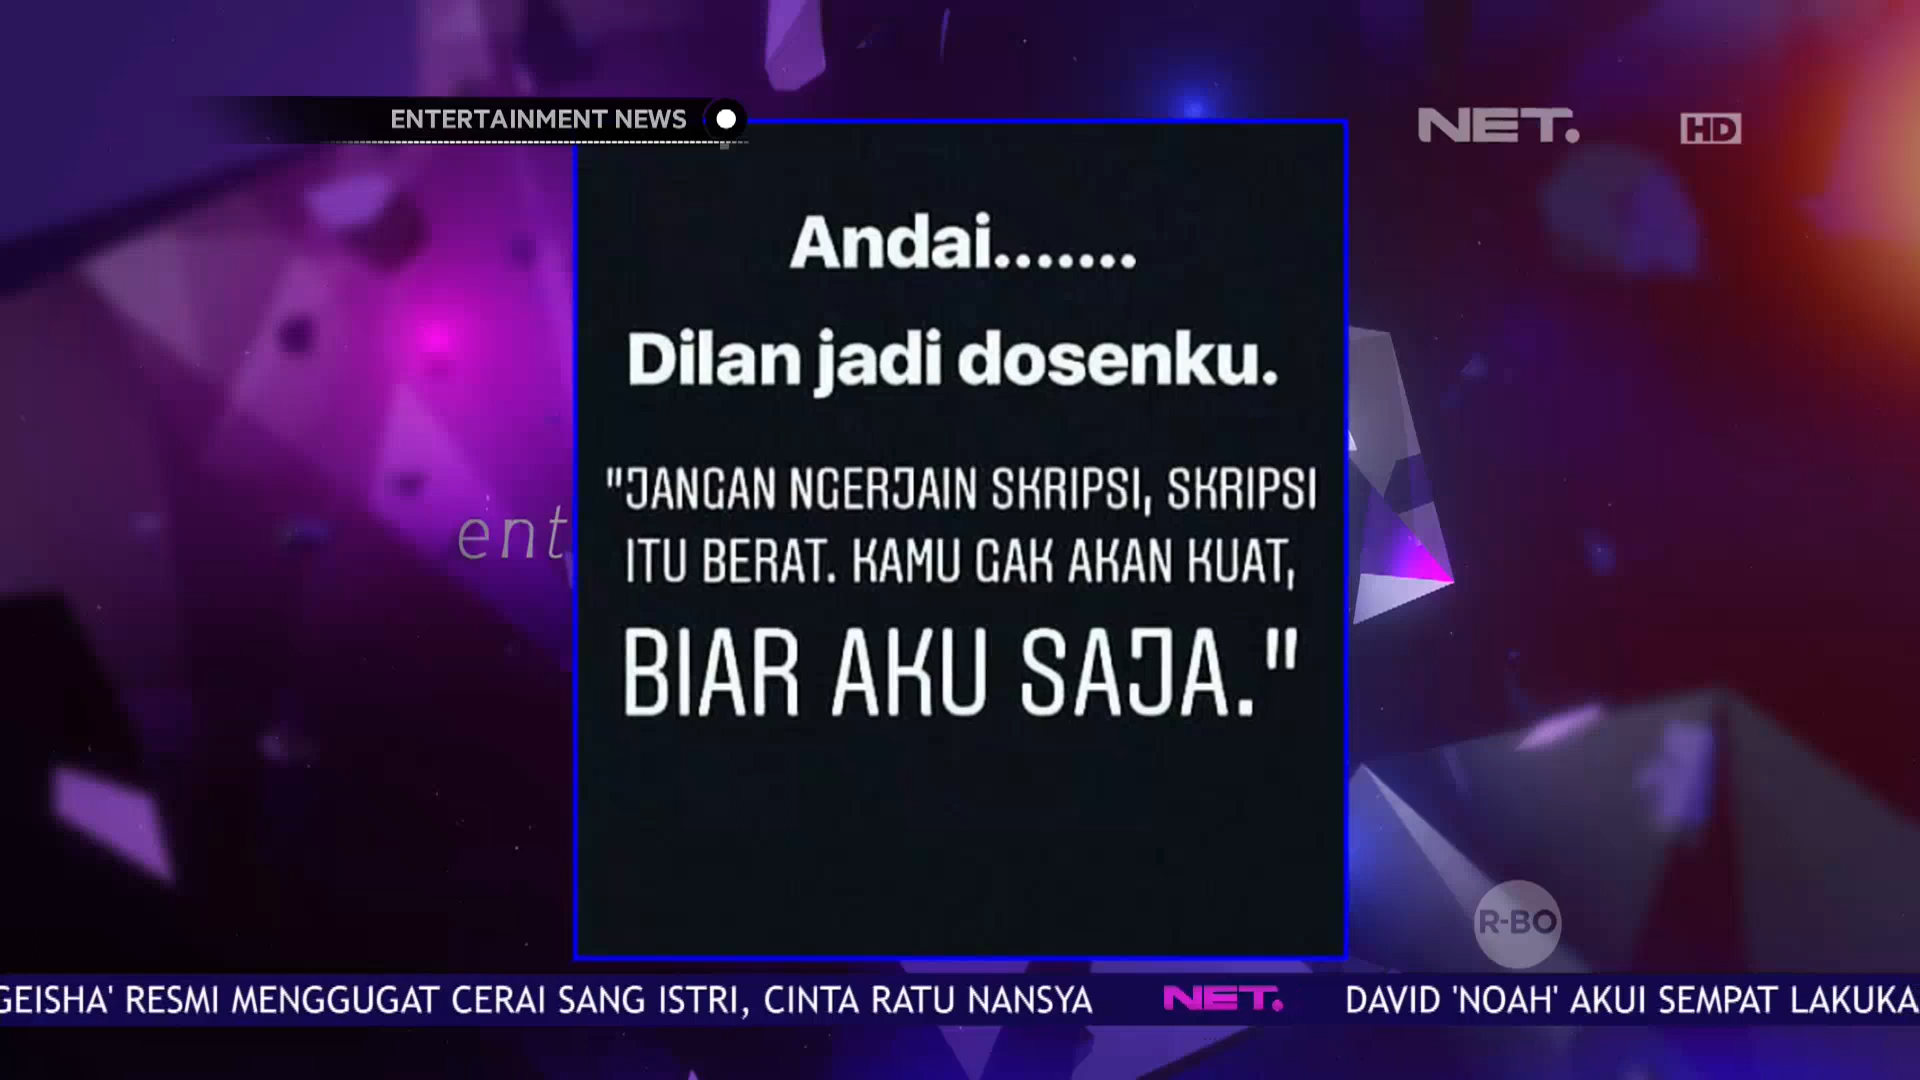 ENTERTAINMENT NEWS
NET.
HD
Andai.......
Dilan jadi dosenku.
"JANGAN NGERJAIN SKRIPSI, SKRIPSI
ITU BERAT. KAMU GAK AKAN KUAT,
BIAR AKU SAJA."
ent
R-BO
GEISHA' RESMI MENGGUGAT CERAI SANG ISTRI, CINTA RATU NANSYA NET. DAVID 'NOAH' AKUI SEMPAT LAKUKA